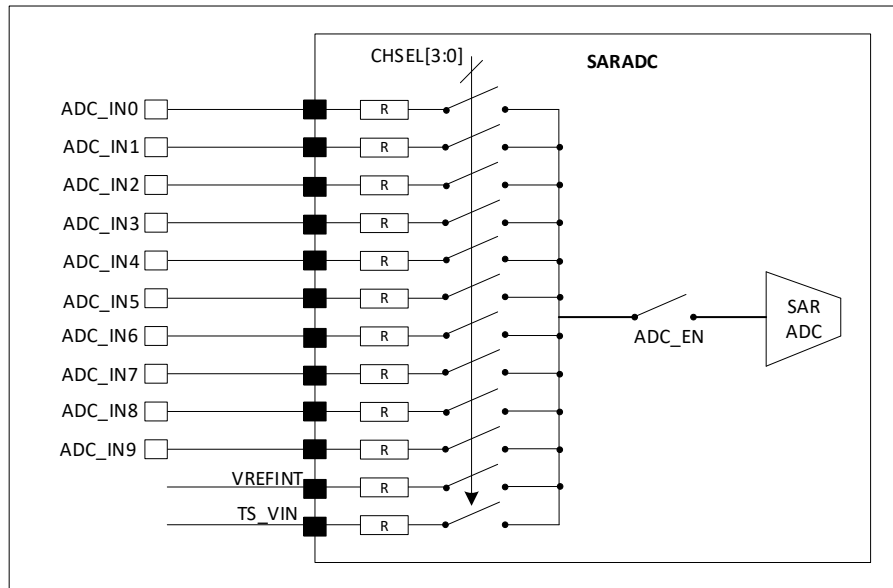 CHSEL[3:0]
SARADC
ADC_IN0
R
ADC_IN1
R
ADC_IN2
R
ADC_IN3
R
ADC_IN4
R
ADC_IN5
R
ADC_IN6
R
ADC_IN7
R
ADC_IN8
R
ADC_IN9
R
VREFINT
R
TS_VIN
R
ADC_EN
SAR
ADC